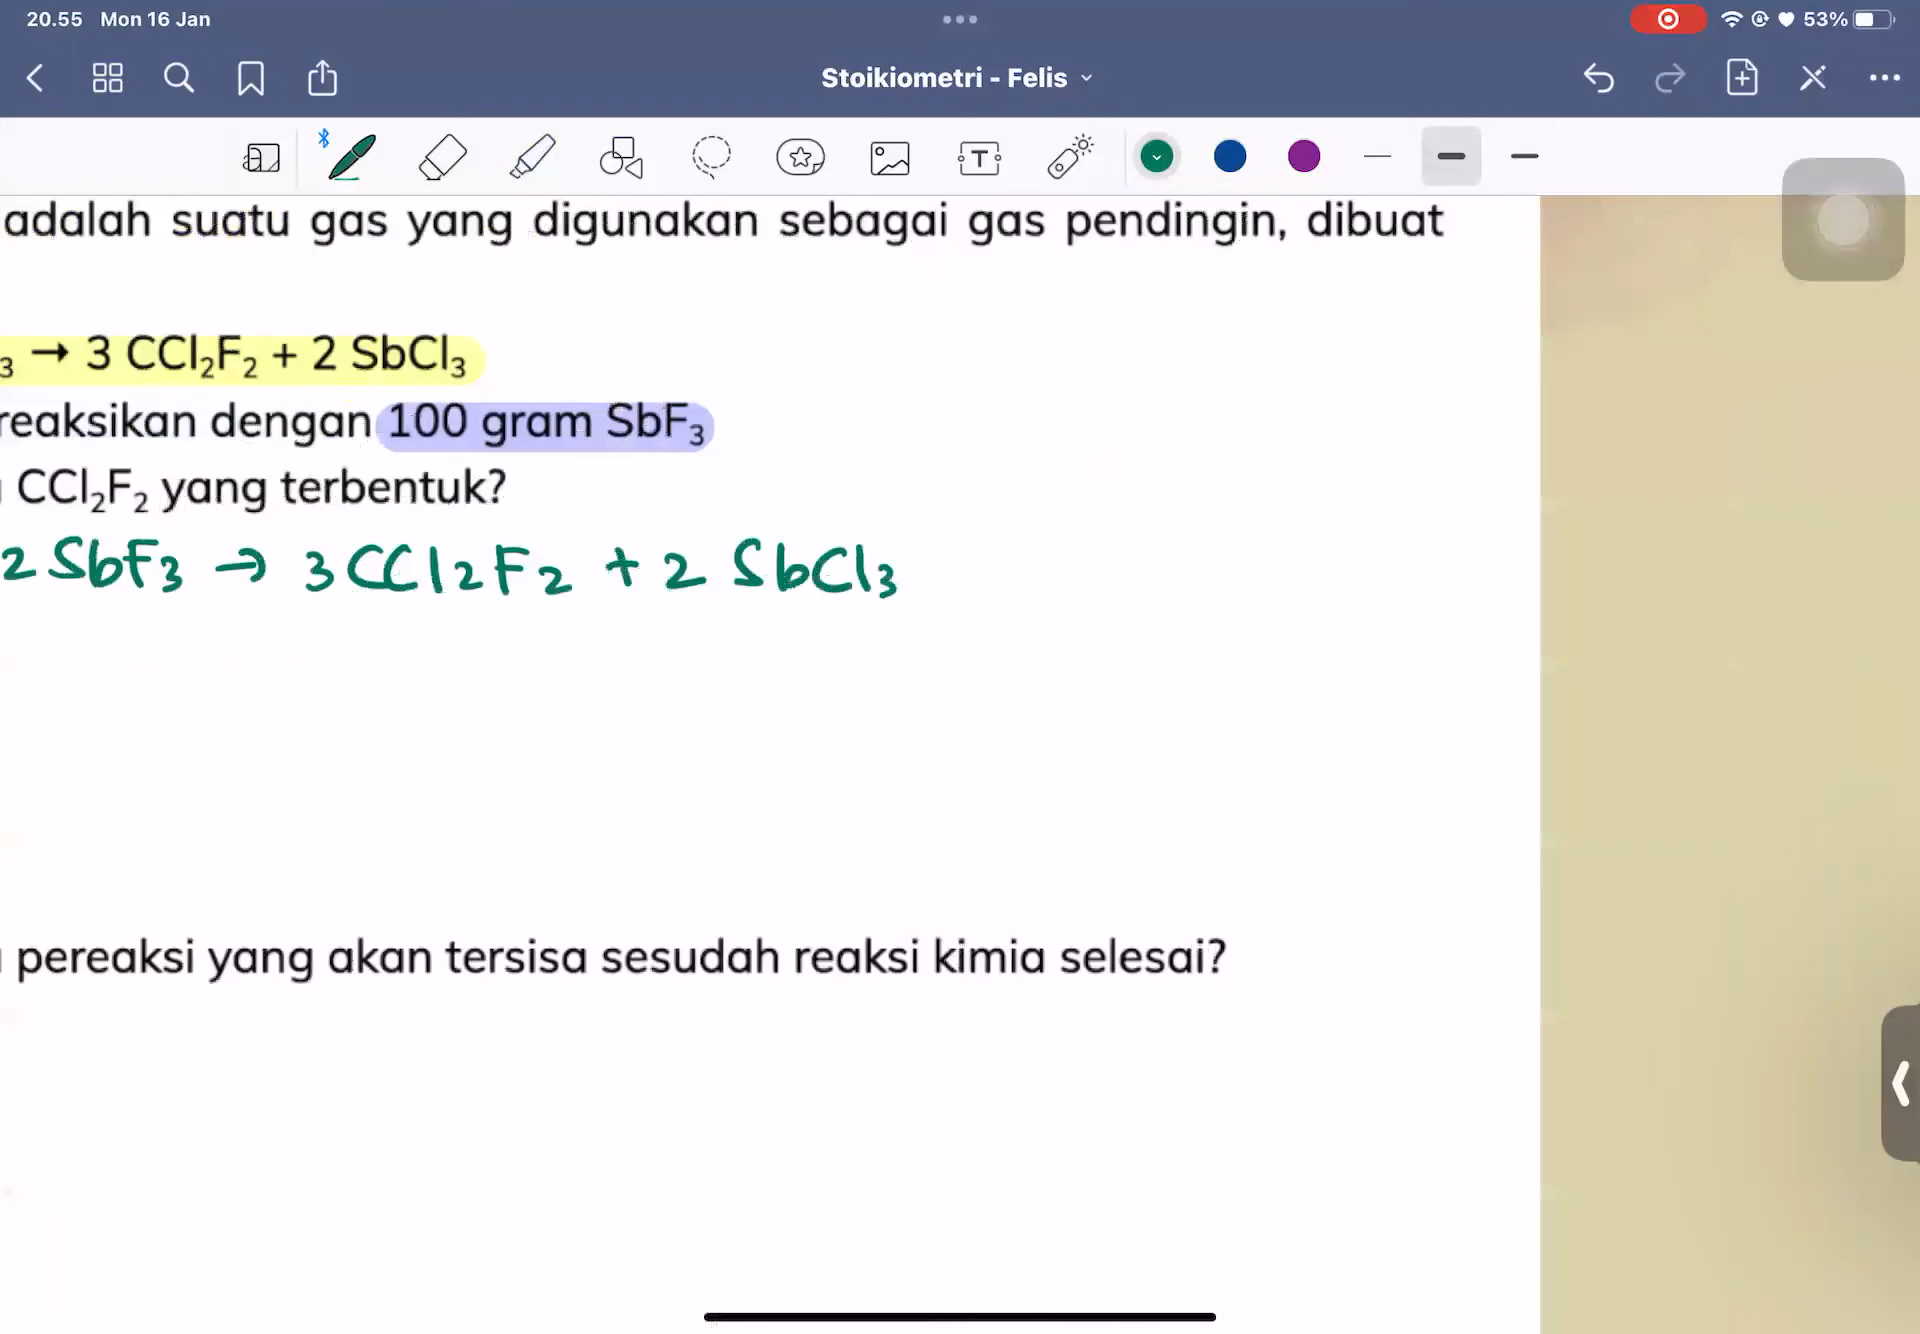 20.55 Mon 16 Jan
53%
Stoikiometri - Felis
adalah suatu gas yang digunakan sebagai gas pendingin, dibuat
₃ → 3 CCl₂F₂ + 2 SbCl₃
reaksikan dengan 100 gram SbF₃
CCl₂F₂ yang terbentuk?
2 SbF₃ → 3 CCl₂F₂ + 2 SbCl₃
pereaksi yang akan tersisa sesudah reaksi kimia selesai?